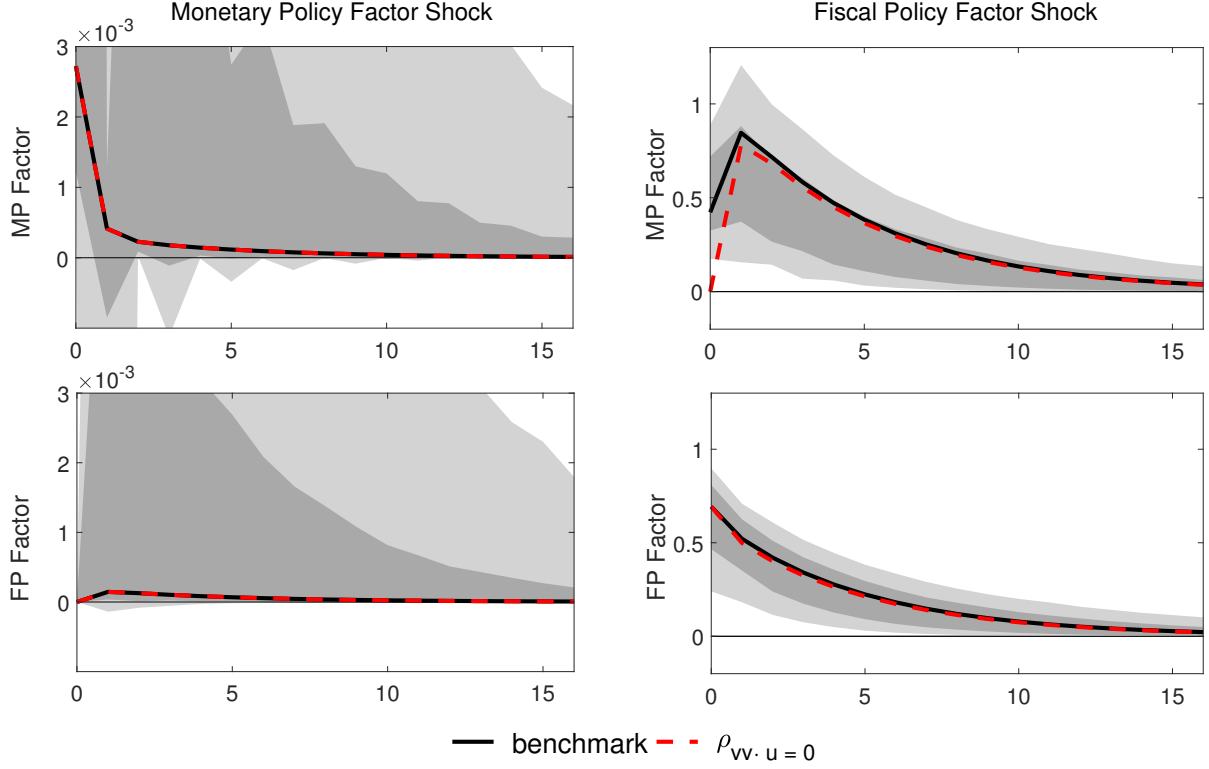 Monetary Policy Factor Shock
Fiscal Policy Factor Shock
×10⁻³
3
2
1
0
MP Factor
0 5 10 15
1
0.5
0
MP Factor
0 5 10 15
×10⁻³
3
2
1
0
FP Factor
0 5 10 15
1
0.5
0
FP Factor
0 5 10 15
benchmark
ρvv· u = 0